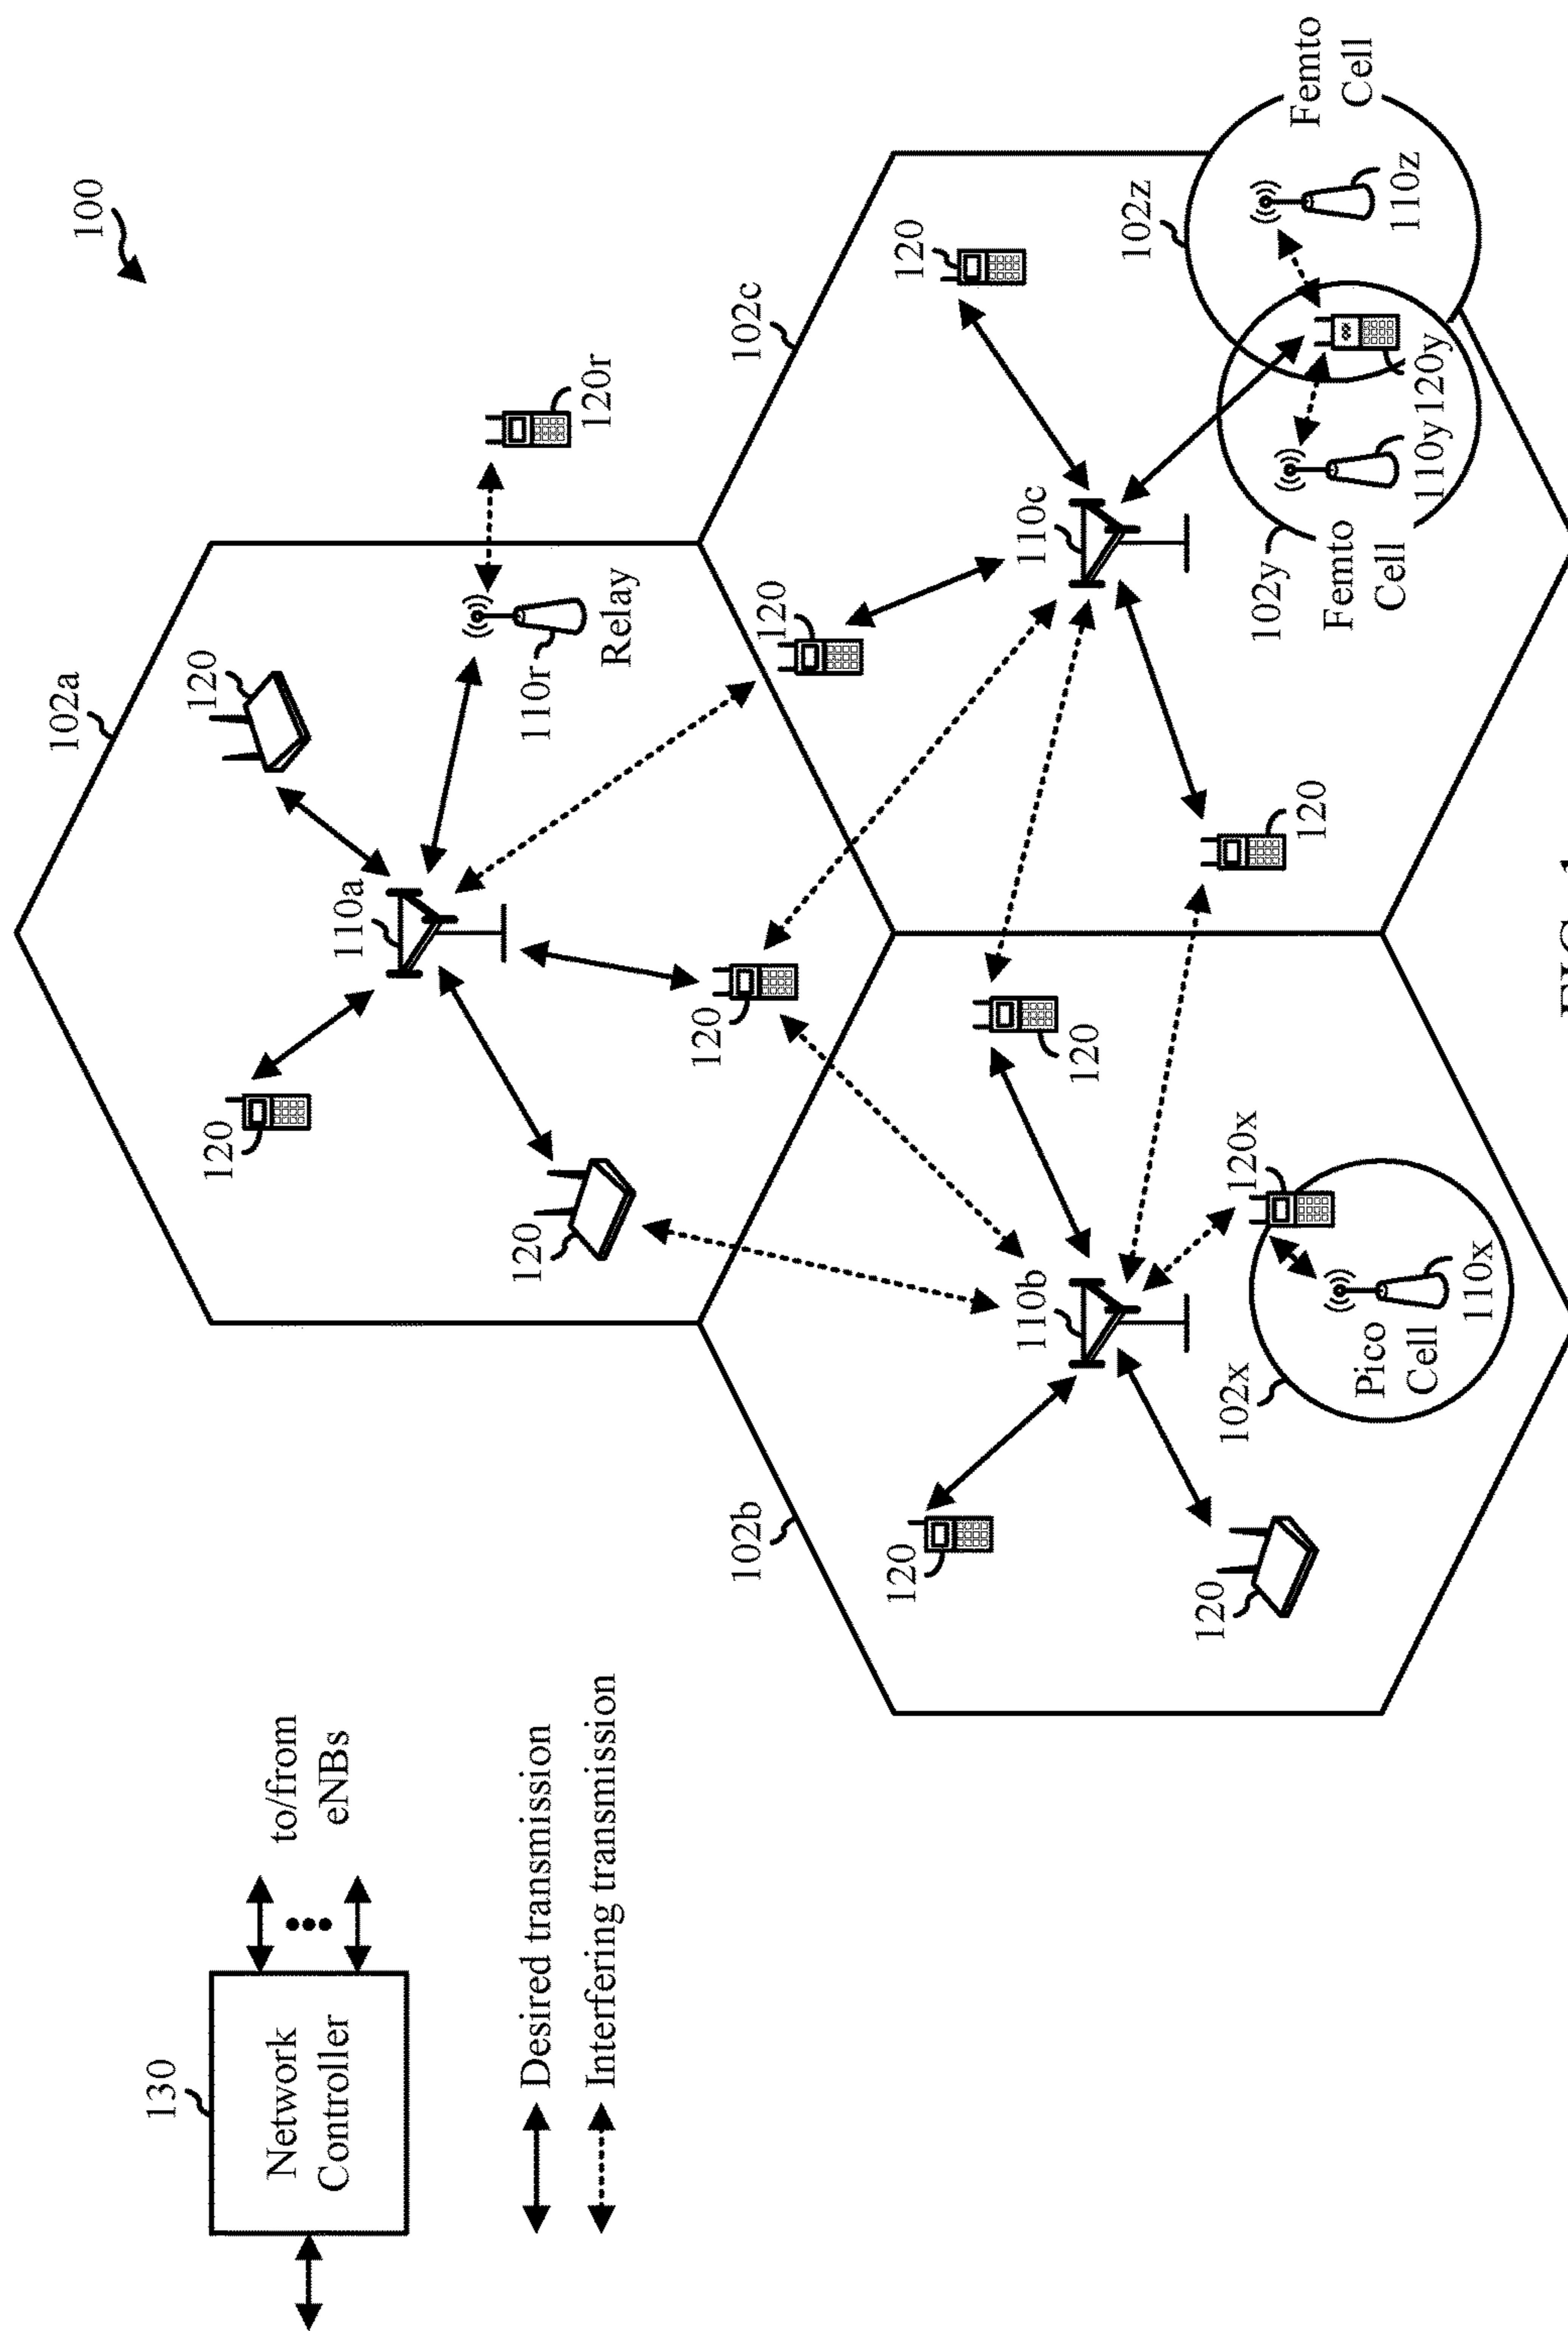 100
102a
130
Network
Controller
to/from
eNBs
Desired transmission
Interfering transmission
120
120
110a
120
110r
Relay
120r
120
102b
102c
120
120
120
110b
110c
120
102z
120
102x
120x
Pico
Cell
110x
120
102y
Femto
Cell
110y
120y
Femto
Cell
110z
FIG. 1